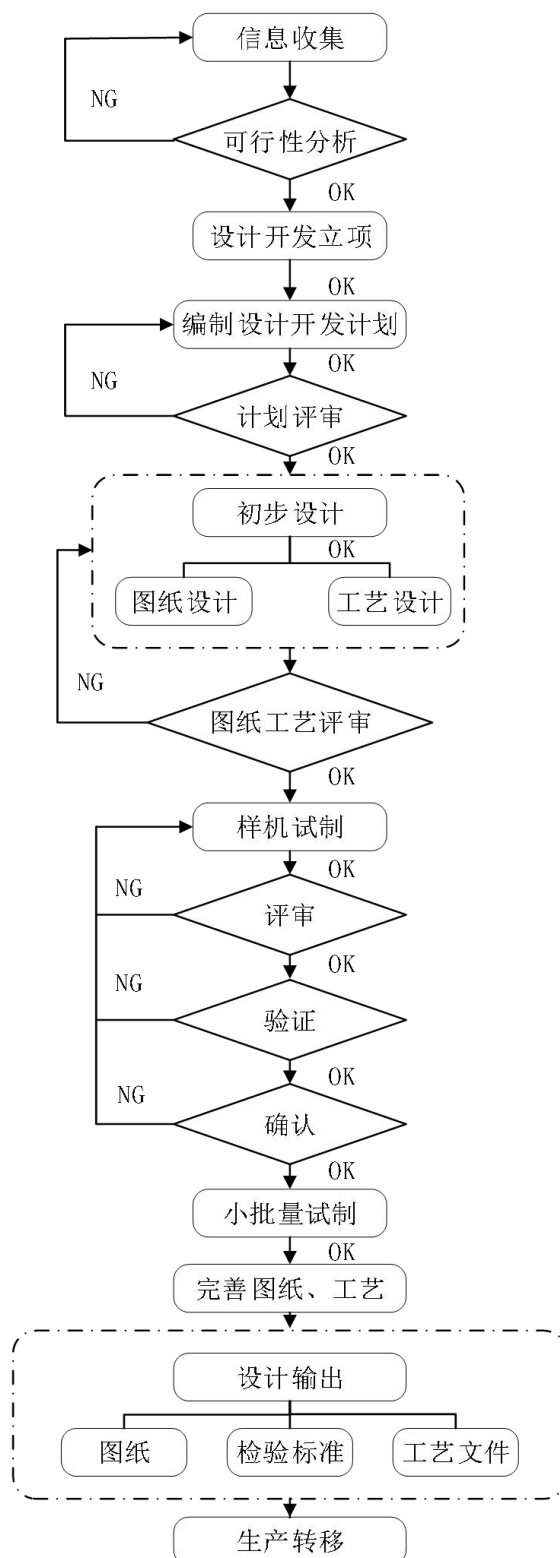 信息收集
NG
可行性分析
OK
设计开发立项
OK
编制设计开发计划
OK
NG
计划评审
OK
初步设计
OK
图纸设计
工艺设计
NG
图纸工艺评审
OK
样机试制
OK
NG
评审
OK
NG
验证
OK
NG
确认
OK
小批量试制
OK
完善图纸、工艺
设计输出
图纸
检验标准
工艺文件
生产转移